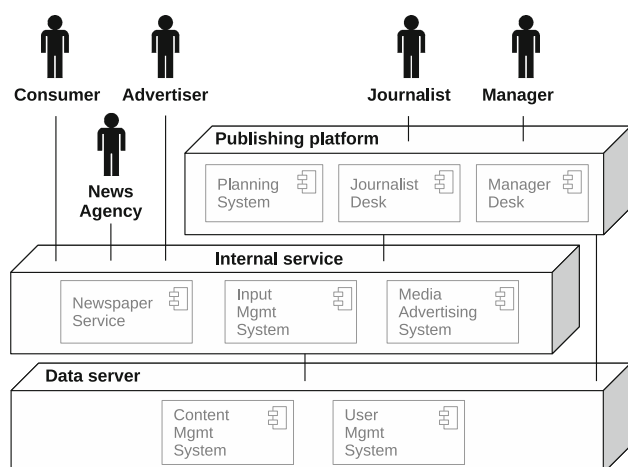 Consumer
Advertiser
Journalist
Manager
News
Agency
Publishing platform
Planning
System
Journalist
Desk
Manager
Desk
Internal service
Newspaper
Service
Input
Mgmt
System
Media
Advertising
System
Data server
Content
Mgmt
System
User
Mgmt
System